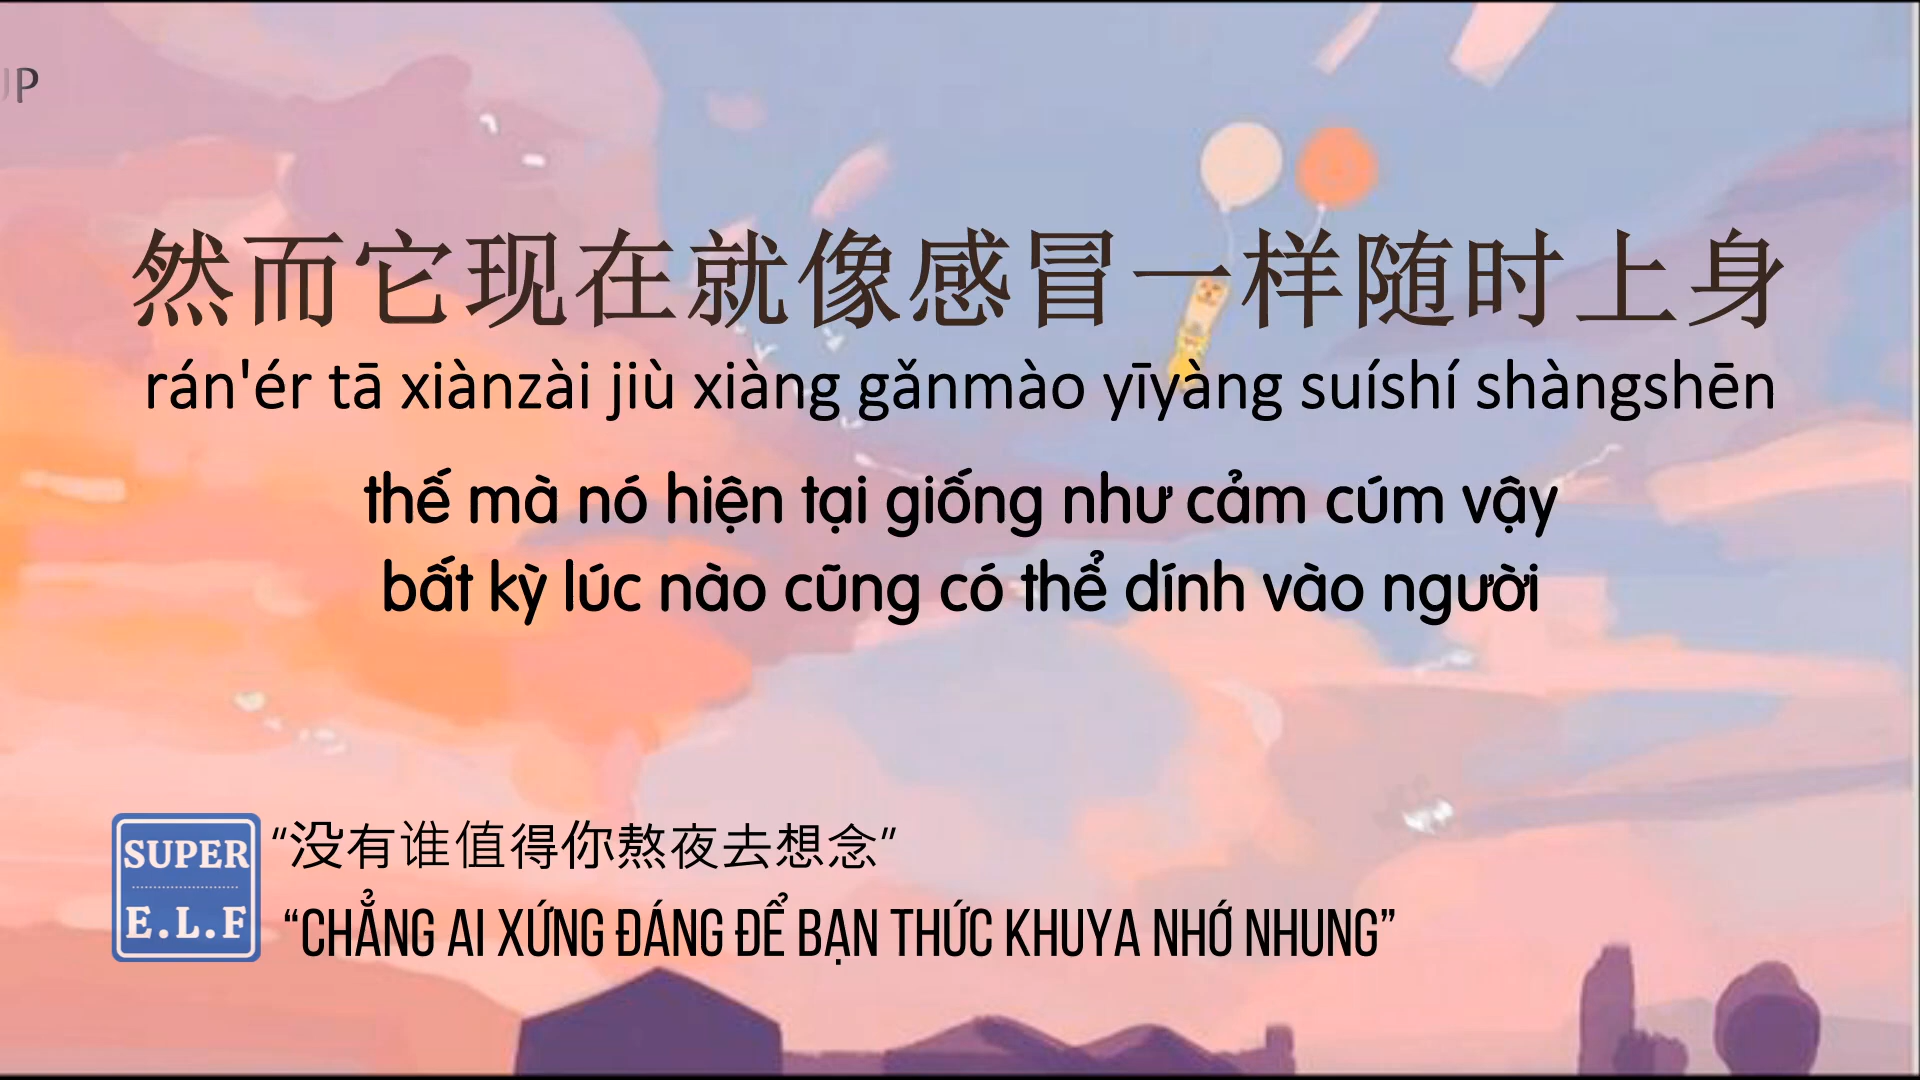 UP
然而它现在就像感冒一样随时上身
rán'ér tā xiànzài jiù xiàng gǎnmào yīyàng suíshí shàngshēn
thế mà nó hiện tại giống như cảm cúm vậy
bất kỳ lúc nào cũng có thể dính vào người
SUPER
E.L.F
“没有谁值得你熬夜去想念”
“CHẲNG AI XỨNG ĐÁNG ĐỂ BẠN THỨC KHUYA NHỚ NHUNG”